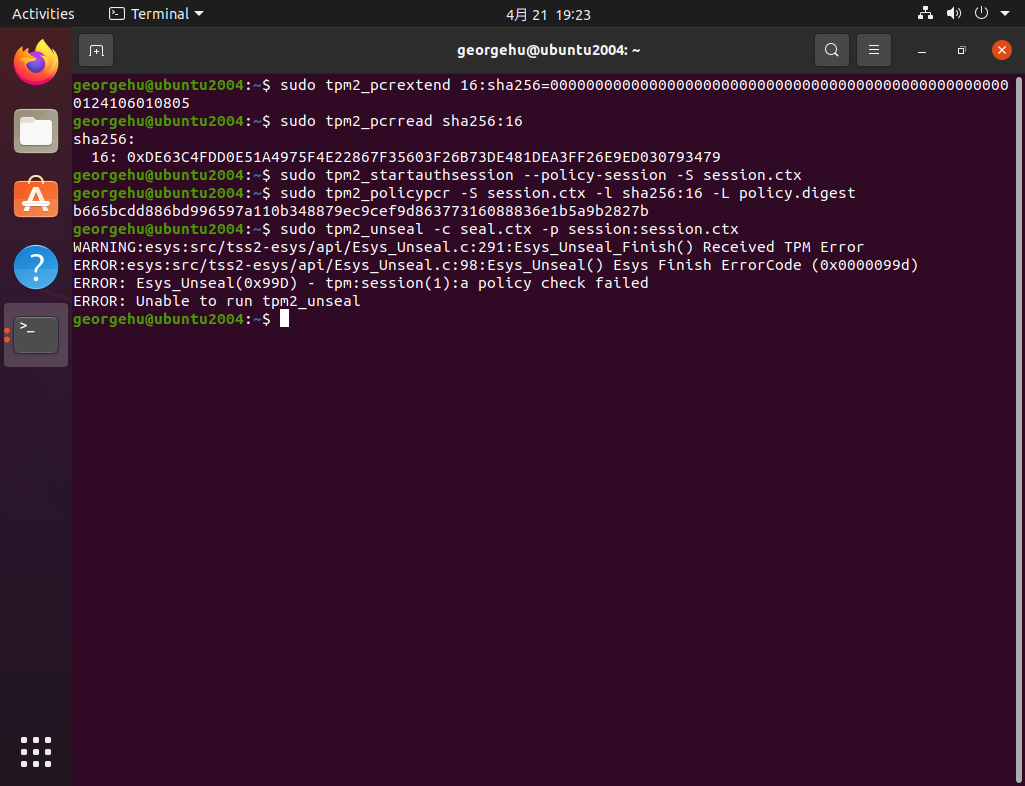 Activities
Terminal
4月 21 19:23
georgehu@ubuntu2004: ~
georgehu@ubuntu2004:~$ sudo tpm2_pcrextend 16:sha256=000000000000000000000000000000000000000000000000000
0124106010805
georgehu@ubuntu2004:~$ sudo tpm2_pcrread sha256:16
sha256:
  16: 0xDE63C4FDD0E51A4975F4E22867F35603F26B73DE481DEA3FF26E9ED030793479
georgehu@ubuntu2004:~$ sudo tpm2_startauthsession --policy-session -S session.ctx
georgehu@ubuntu2004:~$ sudo tpm2_policypcr -S session.ctx -l sha256:16 -L policy.digest
b665bcdd886bd996597a110b348879ec9cef9d86377316088836e1b5a9b2827b
georgehu@ubuntu2004:~$ sudo tpm2_unseal -c seal.ctx -p session:session.ctx
WARNING:esys:src/tss2-esys/api/Esys_Unseal.c:291:Esys_Unseal_Finish() Received TPM Error
ERROR:esys:src/tss2-esys/api/Esys_Unseal.c:98:Esys_Unseal() Esys Finish ErrorCode (0x0000099d)
ERROR: Esys_Unseal(0x99D) - tpm:session(1):a policy check failed
ERROR: Unable to run tpm2_unseal
georgehu@ubuntu2004:~$